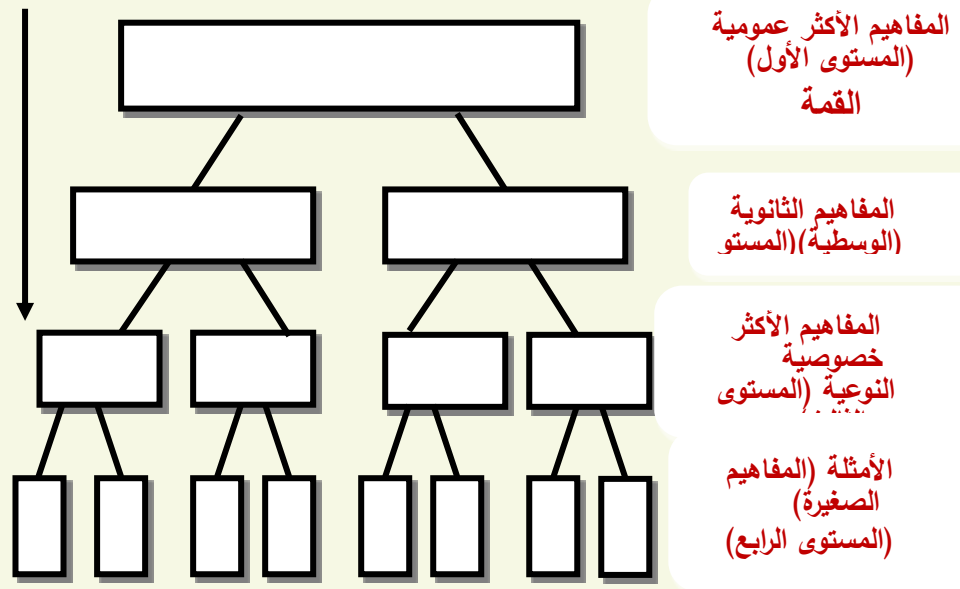 المفاهيم الأكثر عمومية
(المستوى الأول)
القمة
المفاهيم الثانوية
(الوسطية)(المستو
المفاهيم الأكثر
خصوصية
النوعية (المستوى
الأمثلة (المفاهيم
الصغيرة)
(المستوى الرابع)